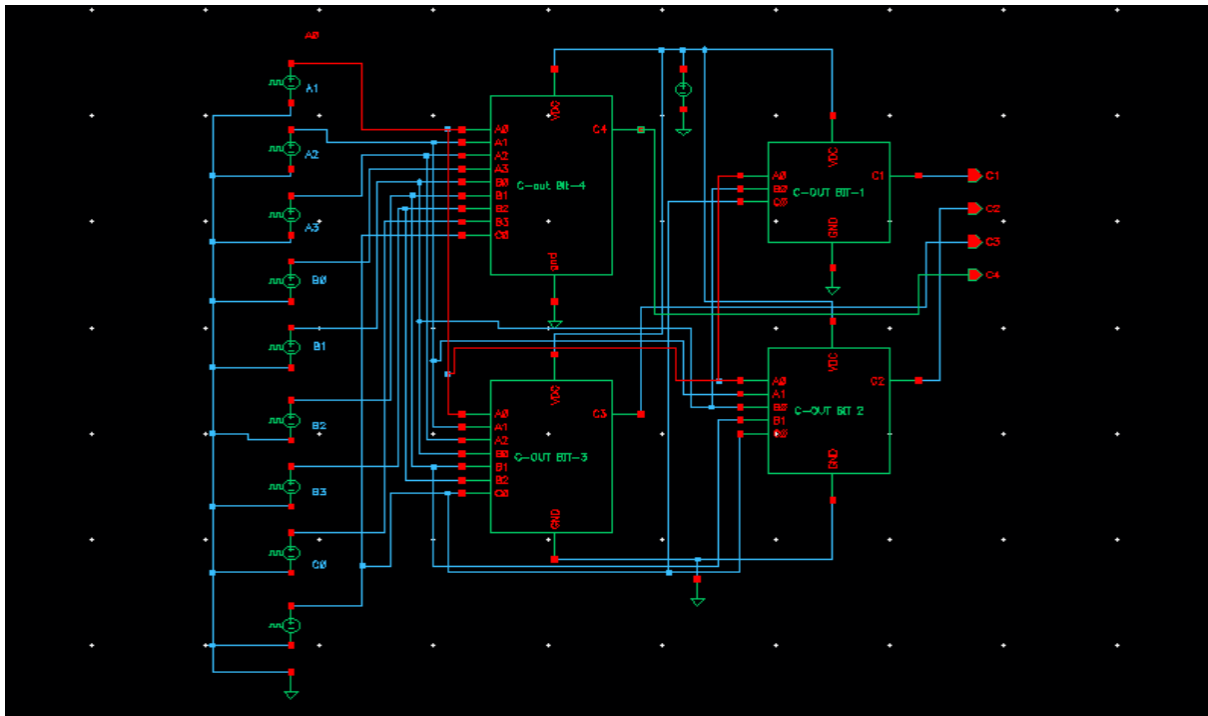 A0
A1
A2
A3
B0
B1
B2
B3
C0
VDC
A0
A1
A2
A3
B0
B1
B2
B3
C0
C-out Bit-4
C4
gnd
VDC
A0
B0
C0
C-OUT BIT-1
C1
GND
C1
C2
C3
C4
VDC
A0
A1
A2
B0
B1
B2
C0
C-OUT BIT-3
C3
GND
VDC
A0
A1
B0
B1
C-OUT BIT 2
C2
GND